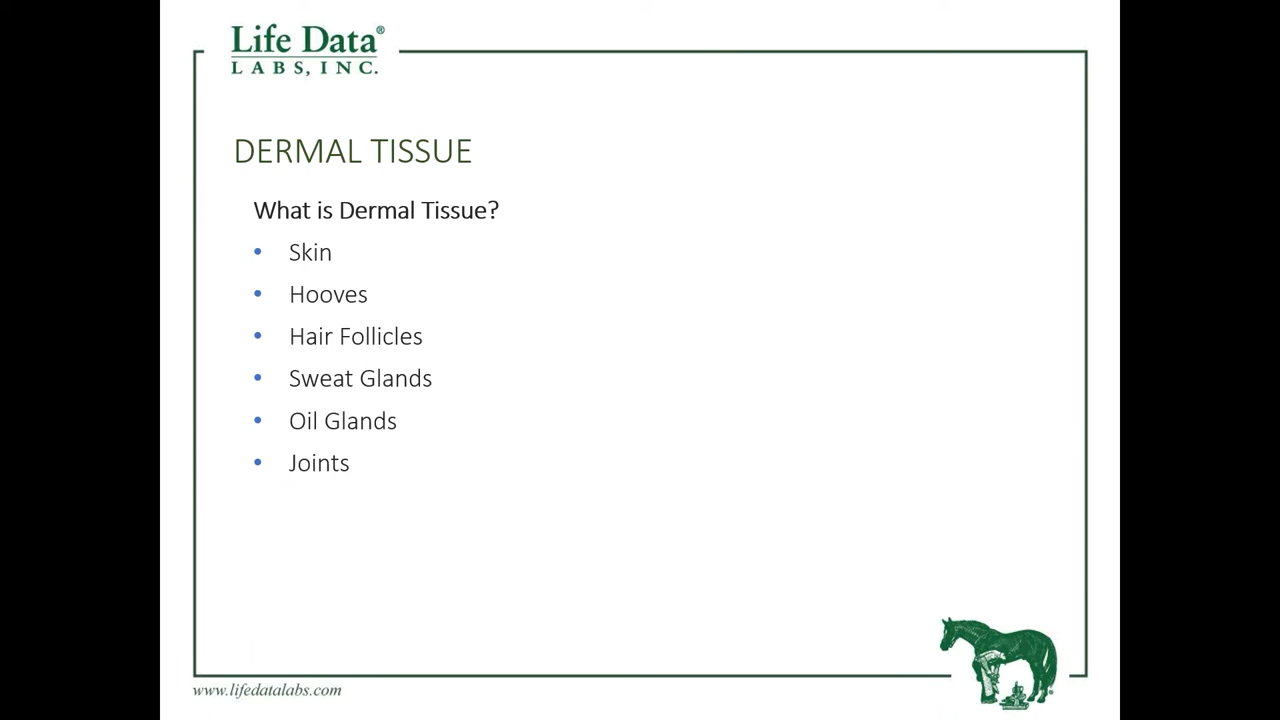 Life Data®
LABS, INC.
DERMAL TISSUE
What is Dermal Tissue?
• Skin
• Hooves
• Hair Follicles
• Sweat Glands
• Oil Glands
• Joints
www.lifedatalabs.com